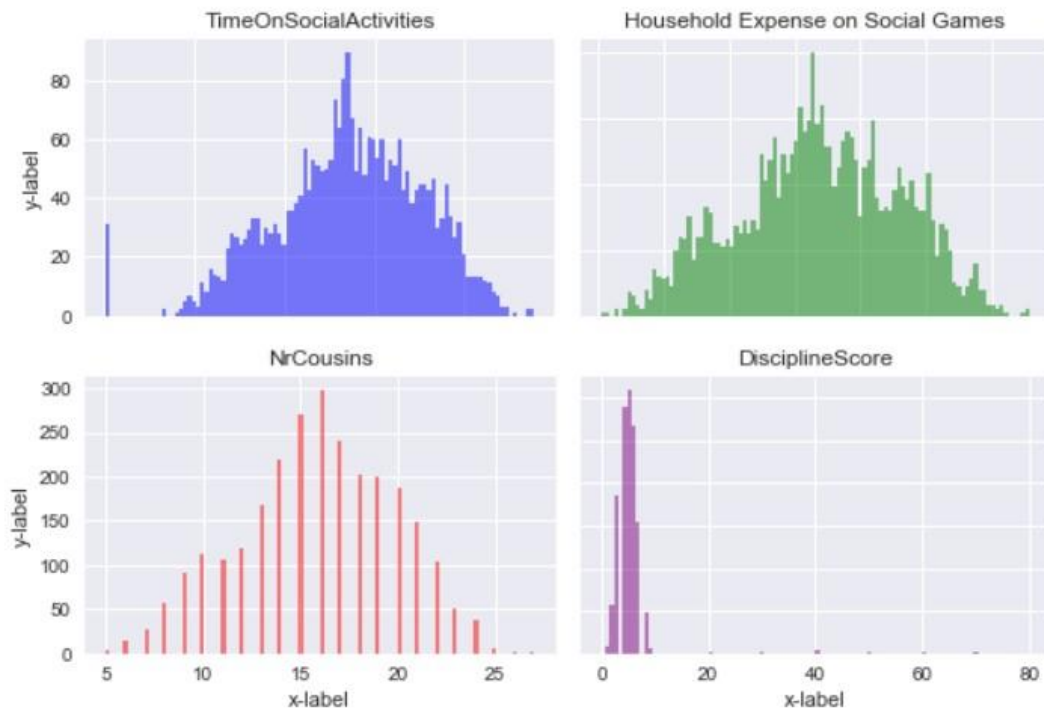 TimeOnSocialActivities
Household Expense on Social Games
y-label
80
60
40
20
0
NrCousins
DisciplineScore
y-label
300
250
200
150
100
50
0
5 10 15 20 25
0 20 40 60 80
x-label
x-label